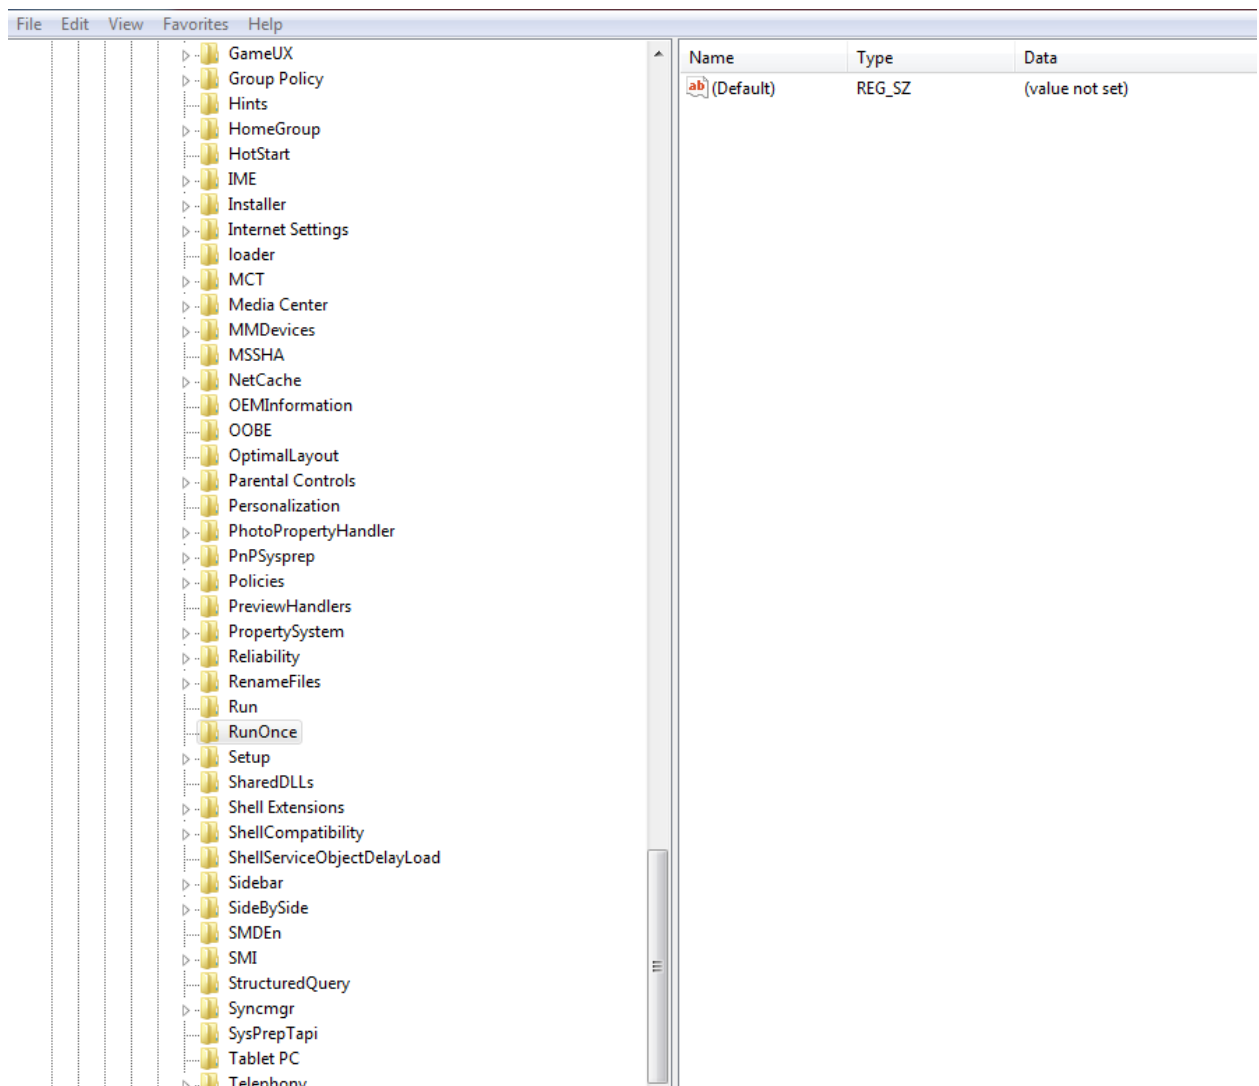 File Edit View Favorites Help
GameUX
Group Policy
Hints
HomeGroup
HotStart
IME
Installer
Internet Settings
loader
MCT
Media Center
MMDevices
MSSHA
NetCache
OEMInformation
OOBE
OptimalLayout
Parental Controls
Personalization
PhotoPropertyHandler
PnPSysprep
Policies
PreviewHandlers
PropertySystem
Reliability
RenameFiles
Run
RunOnce
Setup
SharedDLLs
Shell Extensions
ShellCompatibility
ShellServiceObjectDelayLoad
Sidebar
SideBySide
SMDEn
SMI
StructuredQuery
Syncmgr
SysPrepTapi
Tablet PC
Telephony
Name Type Data
ab (Default) REG_SZ (value not set)